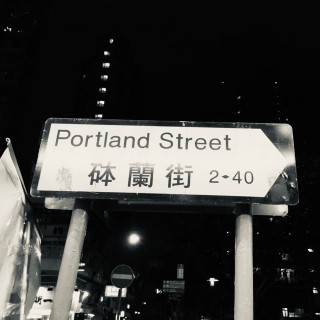 Portland Street
砵蘭街 2-40